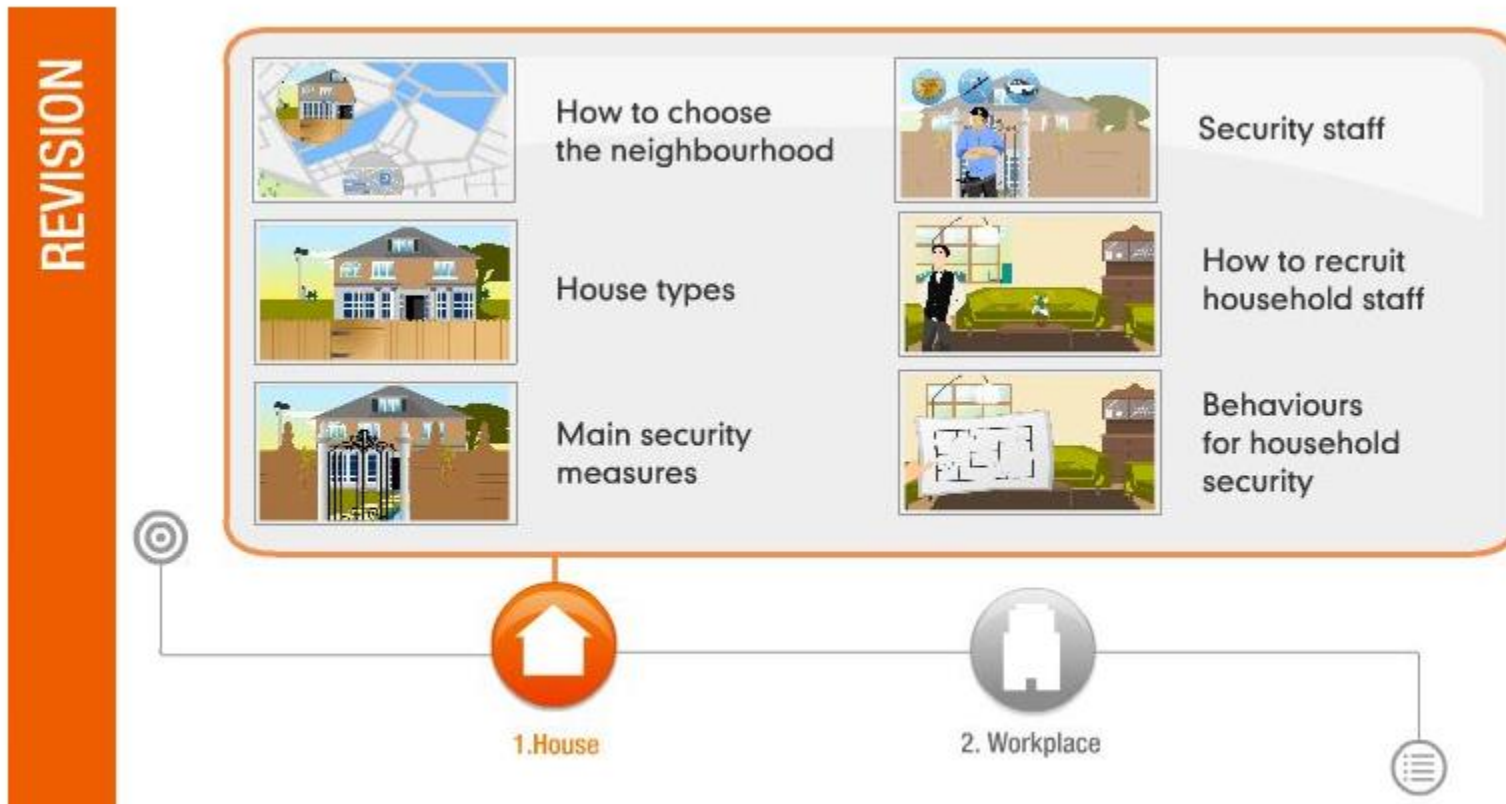 REVISION
How to choose
the neighbourhood
House types
Main security
measures
Security staff
How to recruit
household staff
Behaviours
for household
security
1.House
2. Workplace